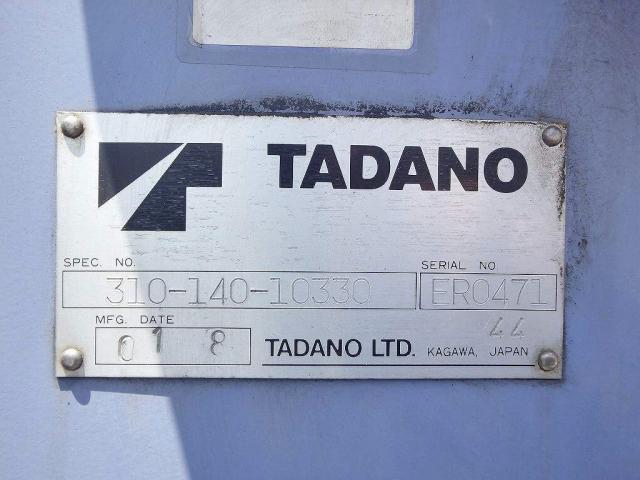 TADANO
SPEC. NO. SERIAL NO
310-140-10330 ER0471
MFG. DATE 44
01 8 TADANO LTD. KAGAWA, JAPAN